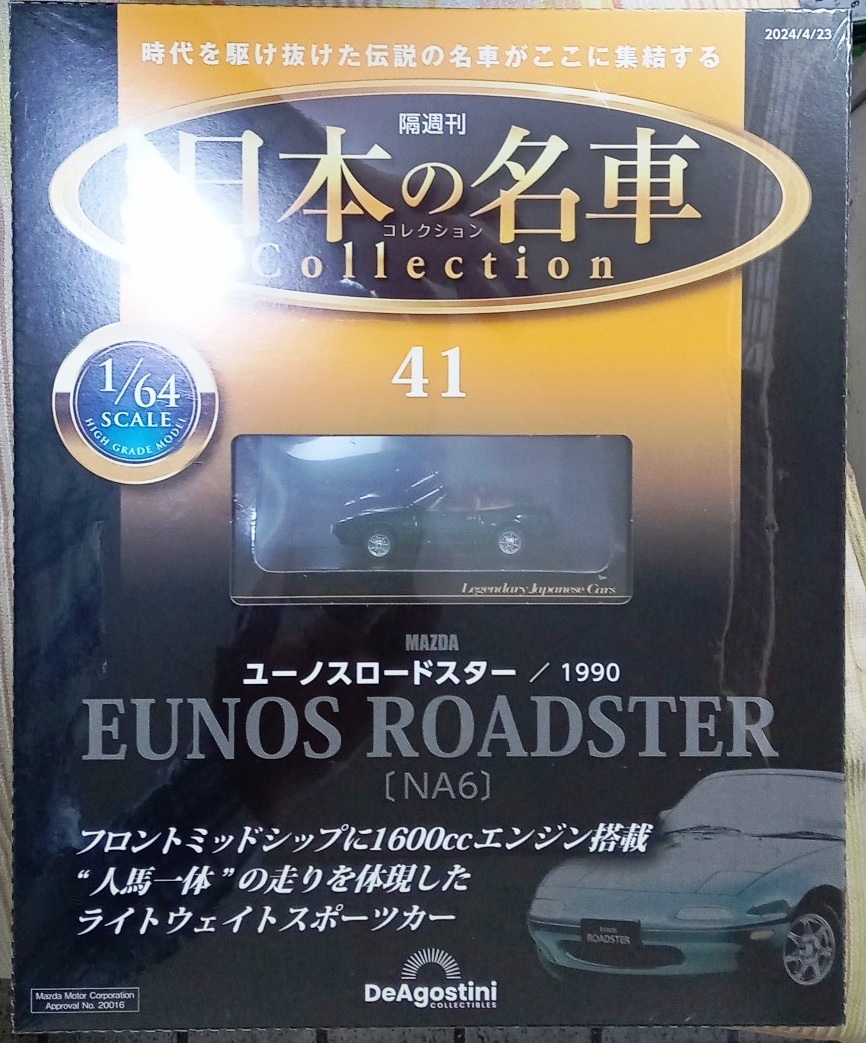 2024/4/23
時代を駆け抜けた伝説の名車がここに集結する
隔週刊
日本の名車
コレクション
Collection
41
1/64
SCALE
HIGH GRADE MODEL
Legendary Japanese Cars
MAZDA
ユーノスロードスター / 1990
EUNOS ROADSTER
〔NA6〕
フロントミッドシップに1600ccエンジン搭載
“人馬一体”の走りを体現した
ライトウェイトスポーツカー
EUNOS
ROADSTER
Mazda Motor Corporation
Approval No. 20016
DeAgostini
COLLECTIBLES